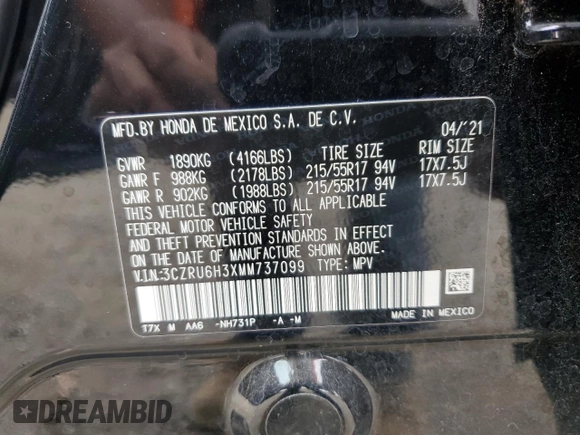 MFD.BY HONDA DE MEXICO S.A. DE C.V. 04/'21
GVWR 1890KG (4166LBS) TIRE SIZE RIM SIZE
GAWR F 988KG (2178LBS) 215/55R17 94V 17X7.5J
GAWR R 902KG (1988LBS) 215/55R17 94V 17X7.5J
THIS VEHICLE CONFORMS TO ALL APPLICABLE
FEDERAL MOTOR VEHICLE SAFETY
AND THEFT PREVENTION STANDARDS IN EFFECT
ON THE DATE OF MANUFACTURE SHOWN ABOVE.
V.I.N:3CZRU6H3XMM737099 TYPE: MPV
T7X M AA6 -NH731P -A -M MADE IN MEXICO
DREAMBID